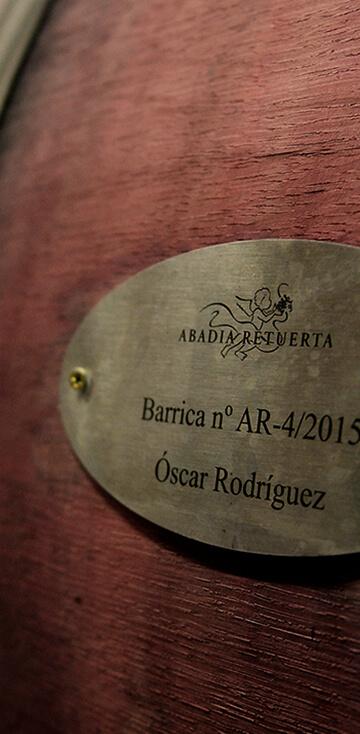 ABADIA RETUERTA
Barrica nº AR-4/2015
Óscar Rodríguez